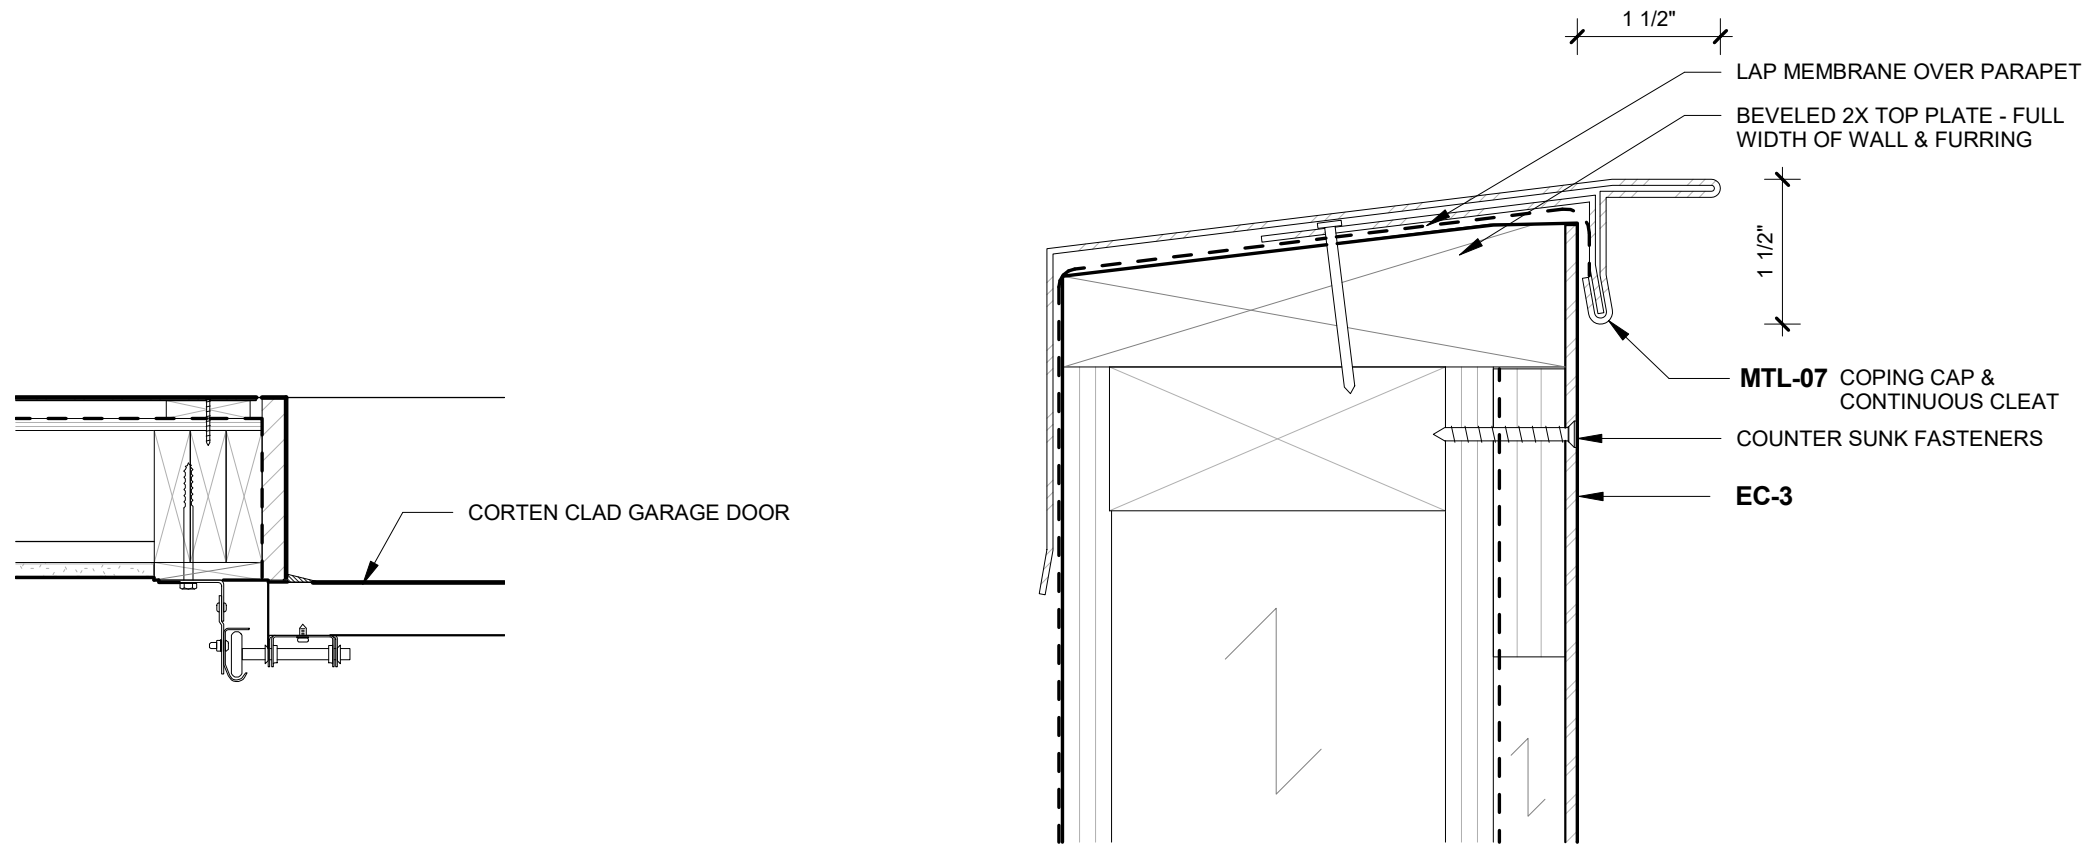 1 1/2"
LAP MEMBRANE OVER PARAPET
BEVELED 2X TOP PLATE - FULL
WIDTH OF WALL & FURRING
1 1/2"
MTL-07 COPING CAP &
CONTINUOUS CLEAT
COUNTER SUNK FASTENERS
EC-3
CORTEN CLAD GARAGE DOOR